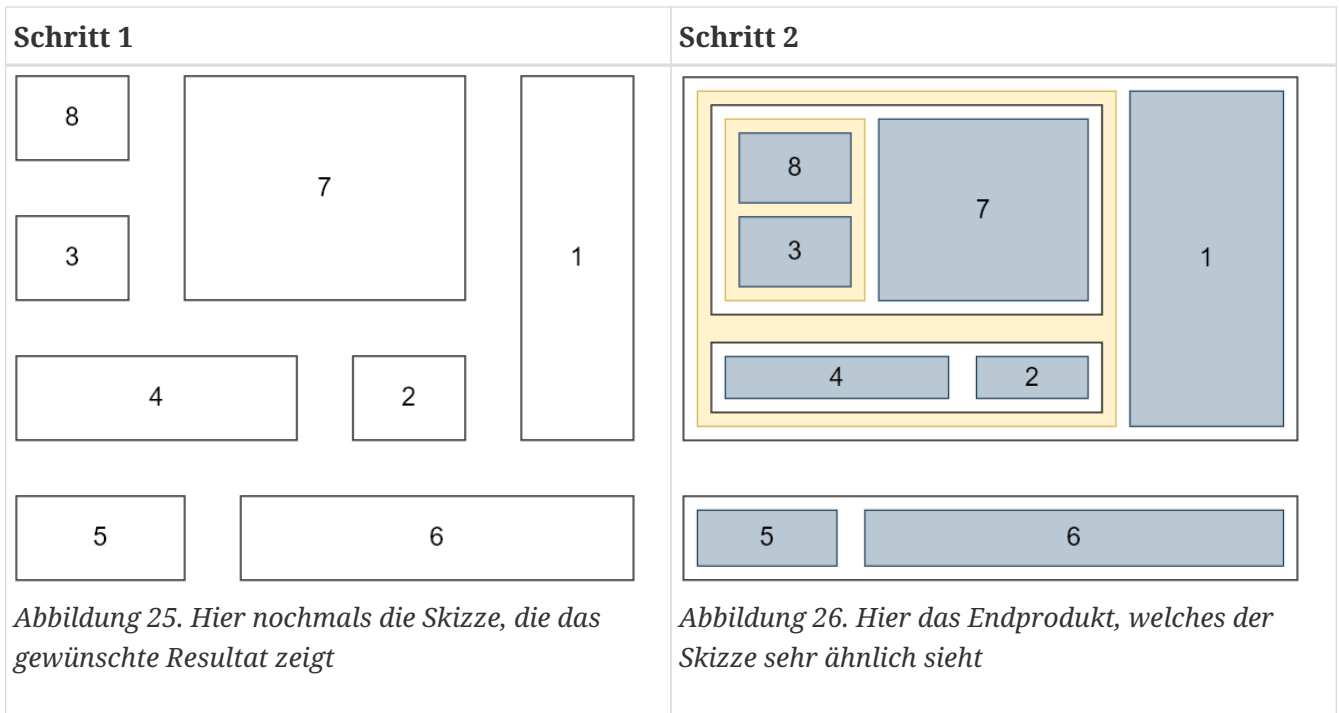 Schritt 1
Schritt 2
8
7
1
3
4
2
5
6
Abbildung 25. Hier nochmals die Skizze, die das
gewünschte Resultat zeigt
8
7
3
1
4
2
5
6
Abbildung 26. Hier das Endprodukt, welches der
Skizze sehr ähnlich sieht